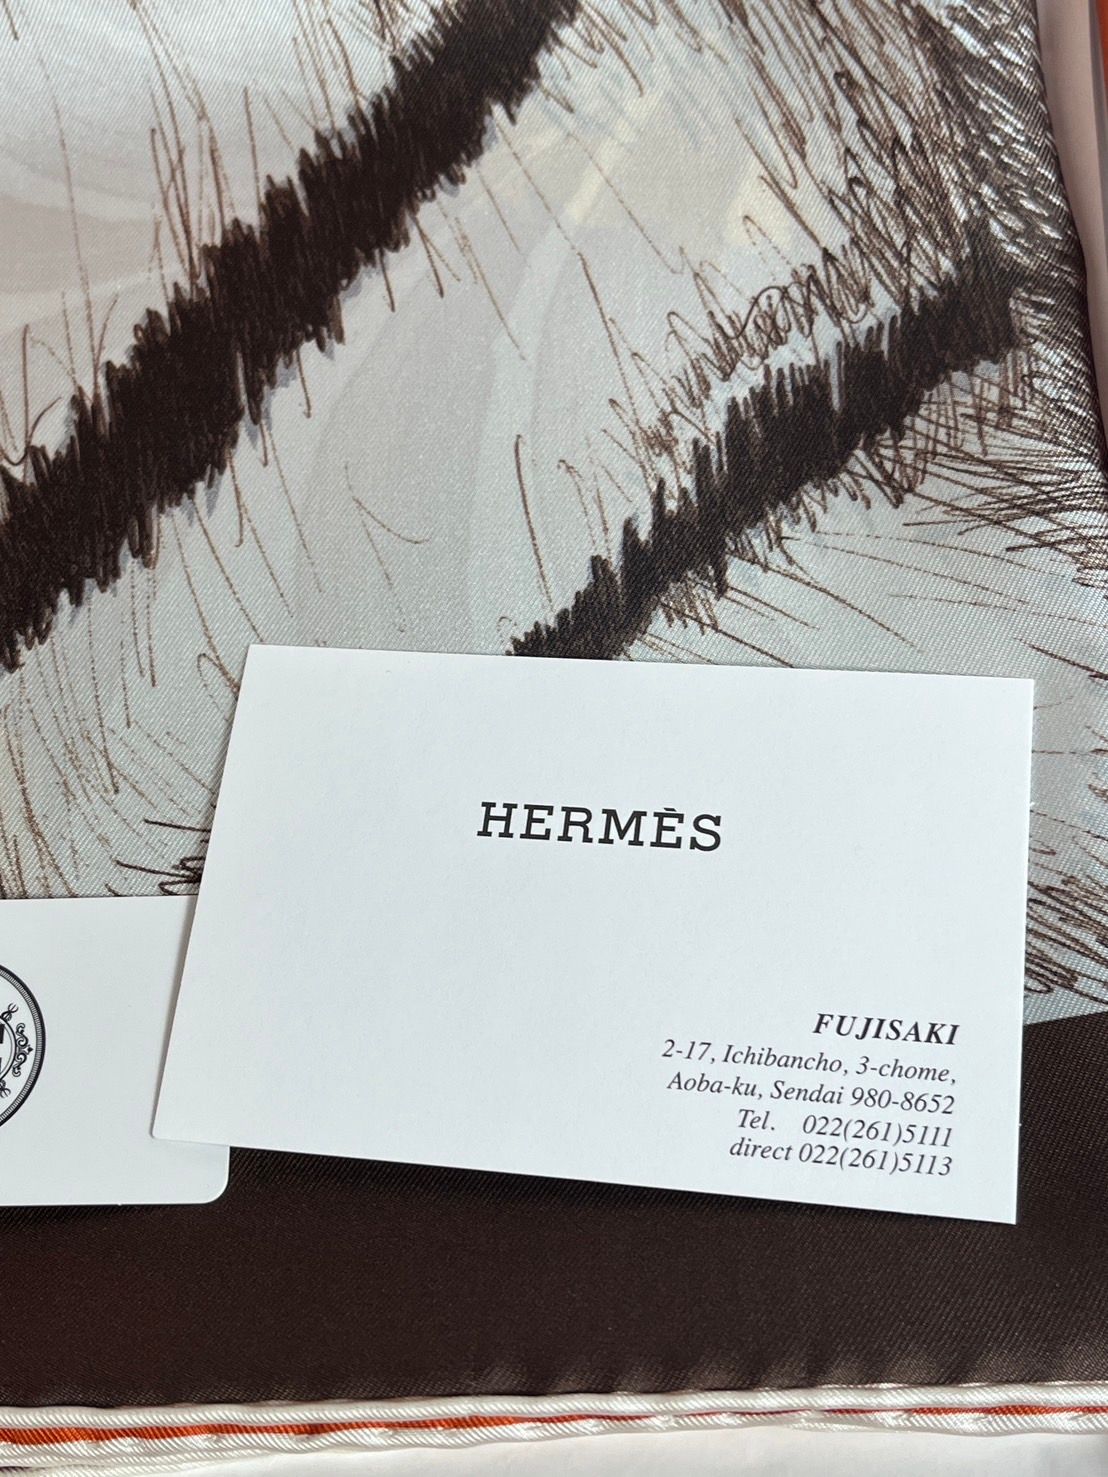 HERMÈS
FUJISAKI
2-17, Ichibancho, 3-chome,
Aoba-ku, Sendai 980-8652
Tel. 022(261)5111
direct 022(261)5113